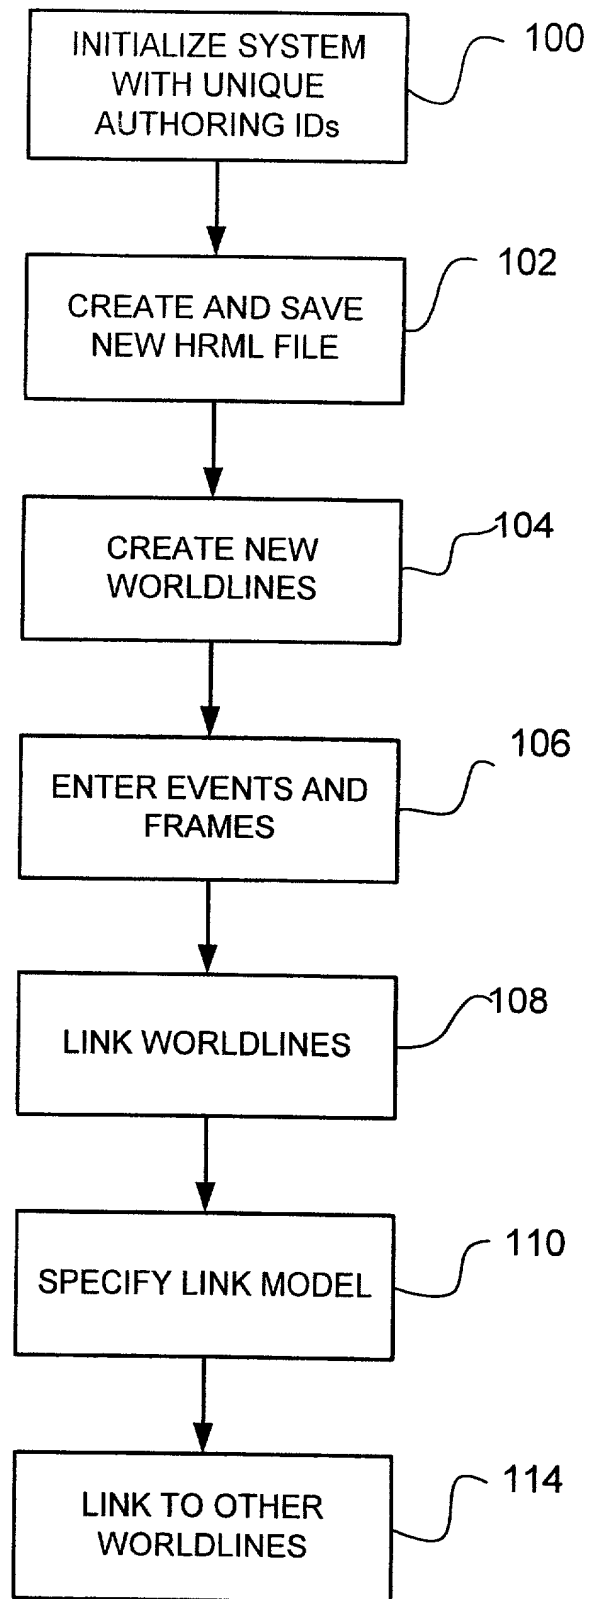 INITIALIZE SYSTEM
WITH UNIQUE
AUTHORING IDs
100
CREATE AND SAVE
NEW HRML FILE
102
CREATE NEW
WORLDLINES
104
ENTER EVENTS AND
FRAMES
106
LINK WORLDLINES
108
SPECIFY LINK MODEL
110
LINK TO OTHER
WORLDLINES
114